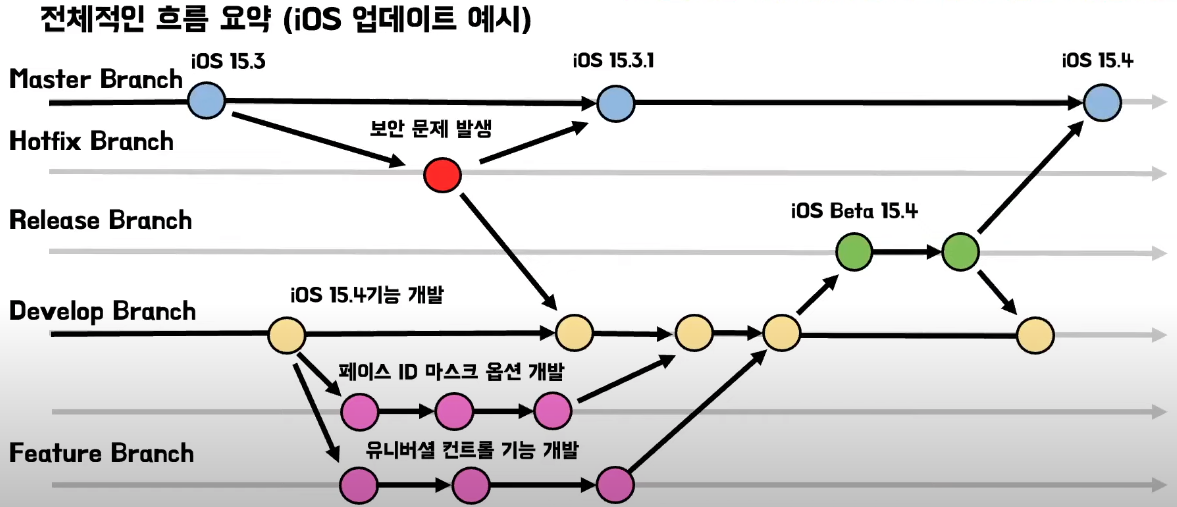 전체적인 흐름 요약 (iOS 업데이트 예시)
iOS 15.3
iOS 15.3.1
iOS 15.4
Master Branch
보안 문제 발생
Hotfix Branch
iOS Beta 15.4
Release Branch
iOS 15.4기능 개발
Develop Branch
페이스 ID 마스크 옵션 개발
유니버셜 컨트롤 기능 개발
Feature Branch